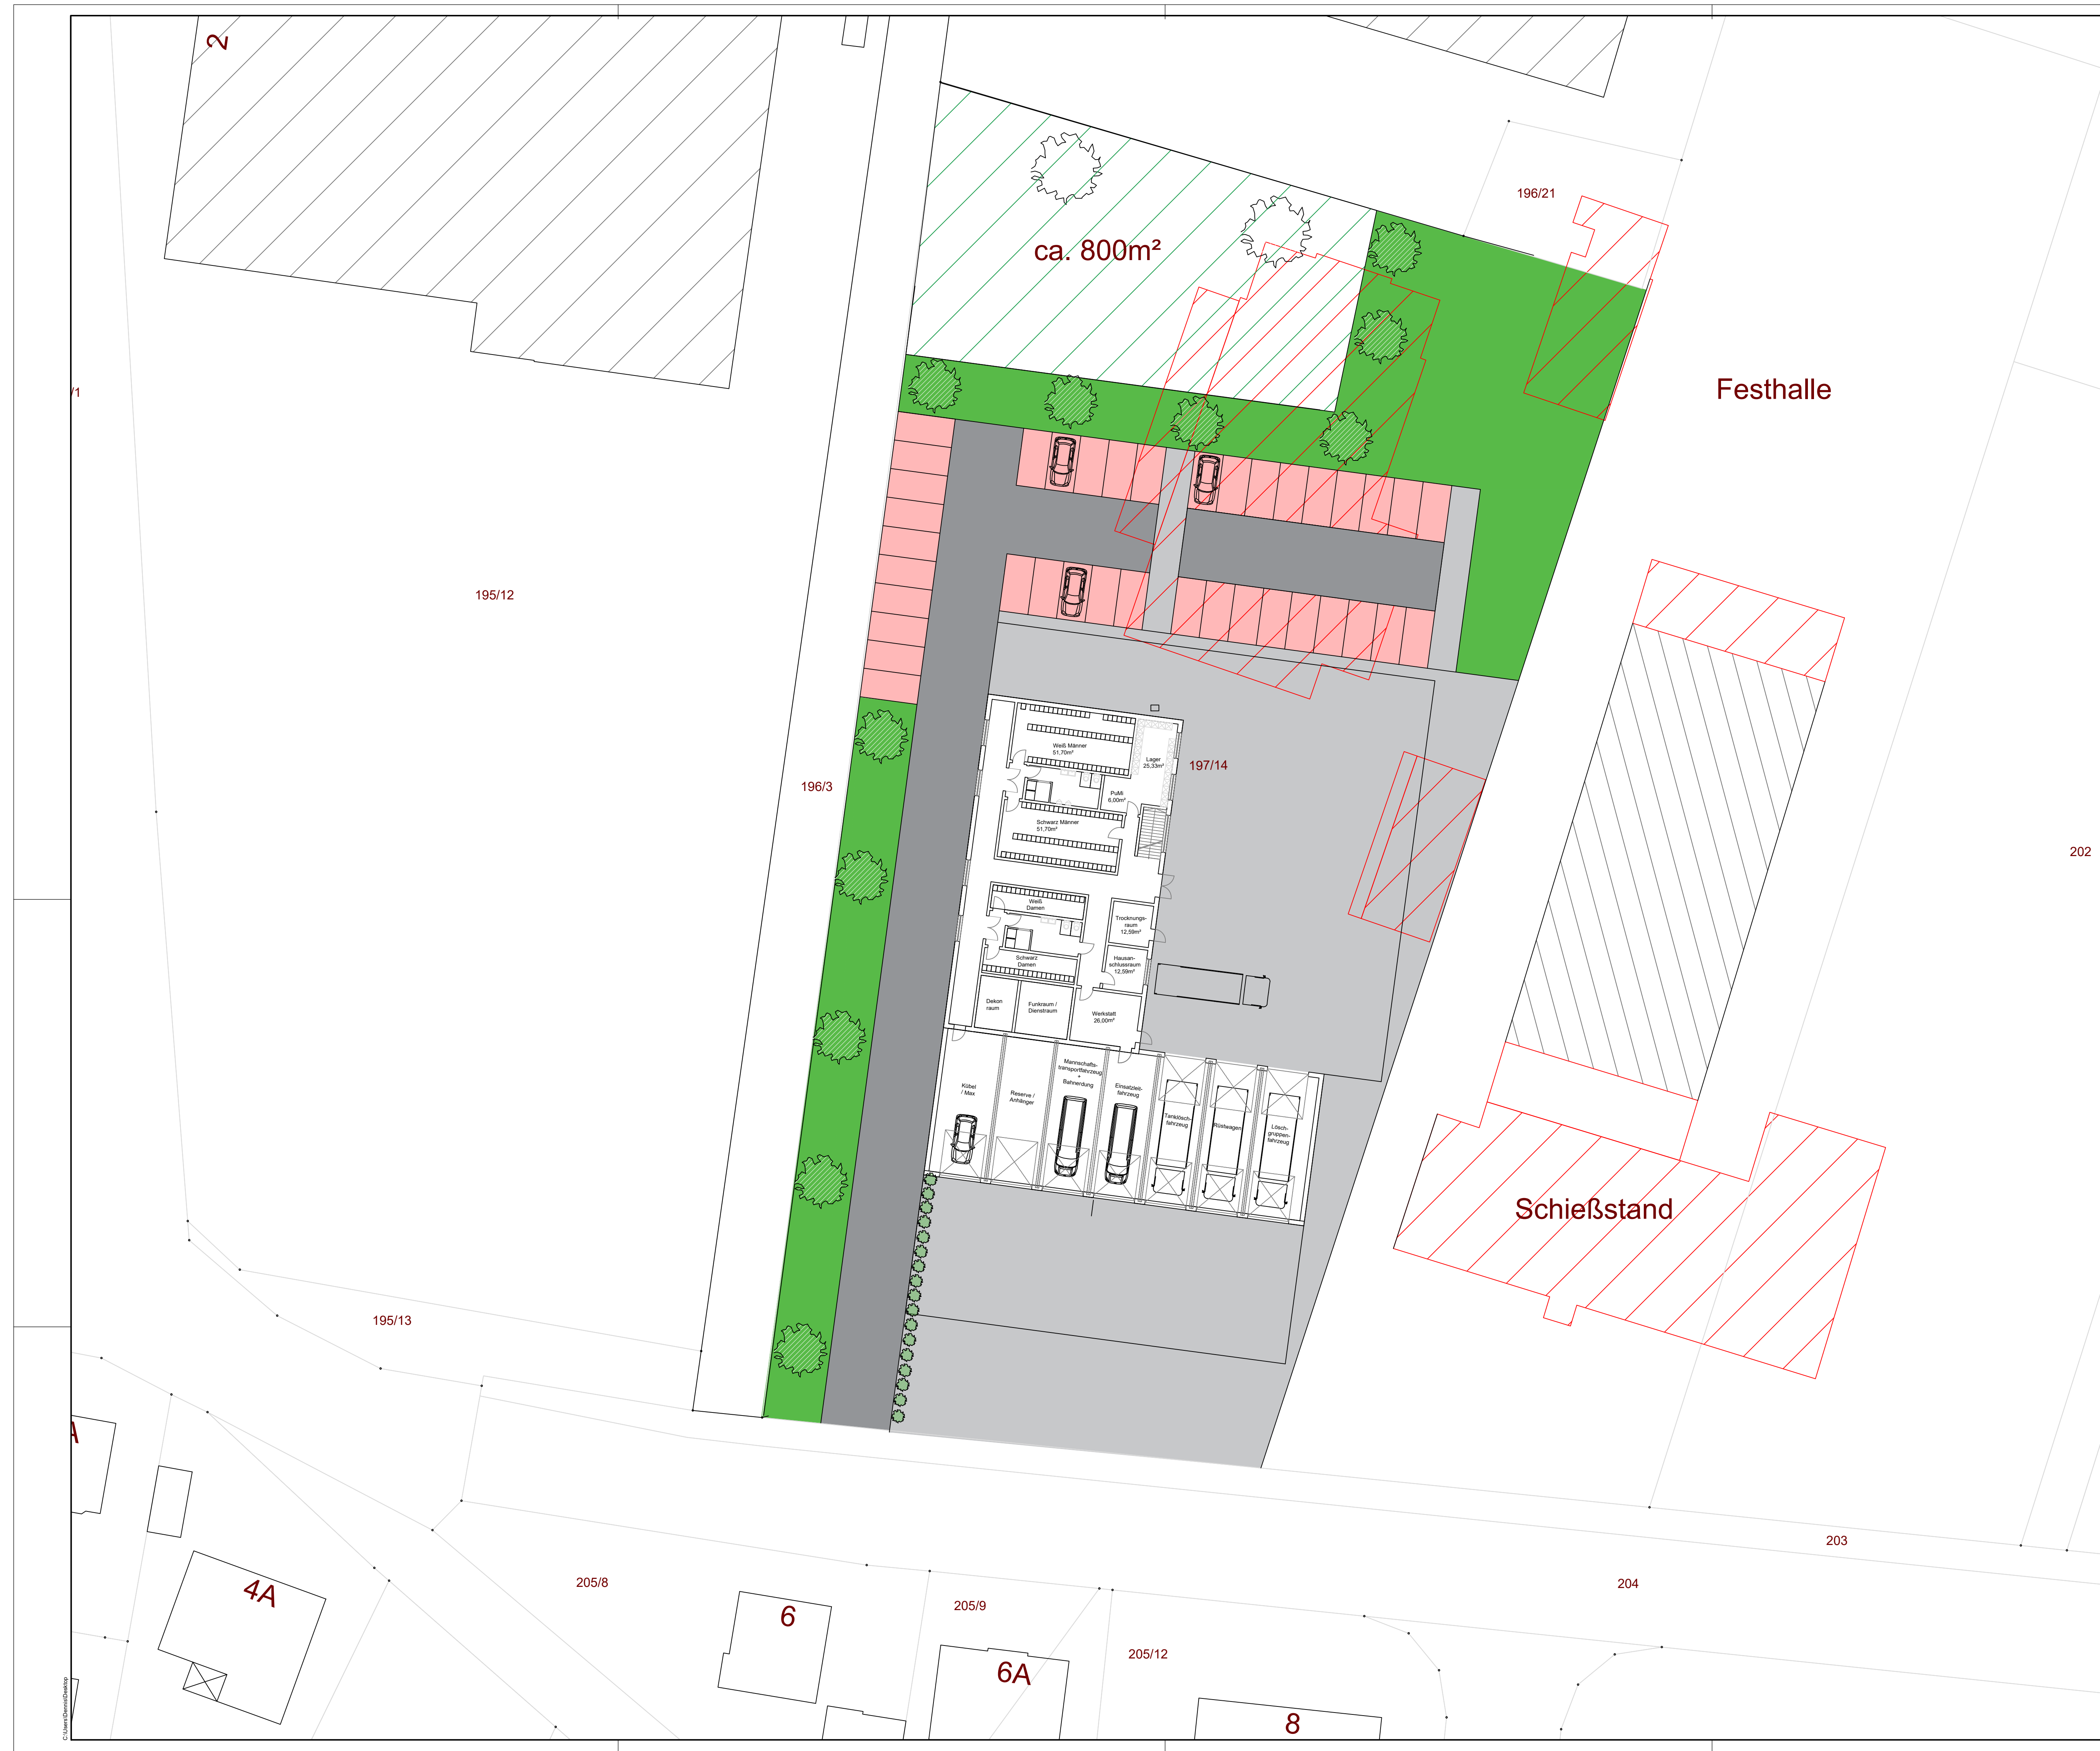 2
196/21
ca. 800m²
/1
Festhalle
195/12
Weiß Männer
51,70m²
Lager
25,33m²
197/14
196/3
PuMi
6,00m²
Schwarz Männer
51,70m²
202
Weiß
Damen
Trocknungs-
raum
12,59m²
Schwarz
Damen
Hausan-
schlussraum
12,59m²
Dekon
raum
Funkraum /
Dienstraum
Werkstatt
26,00m²
Kübel
/ Max
Reserve /
Anhänger
Mannschafts-
transportfahrzeug
+
Bahnerdung
Einsatzleit-
fahrzeug
Tanklösch-
fahrzeug
Rüstwagen
Lösch-
gruppen-
fahrzeug
Schießstand
195/13
A
203
204
205/8
4A
6
205/9
205/12
6A
8
C:\Users\Dennis\Desktop